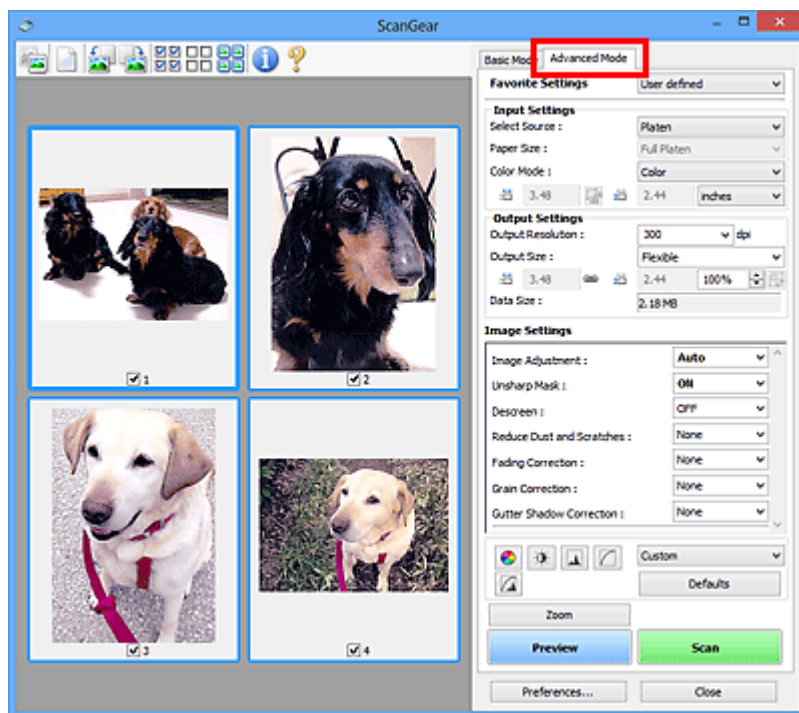 ScanGear
Basic Mode Advanced Mode
Favorite Settings User defined
Input Settings
Select Source : Platen
Paper Size : Full Platen
Color Mode : Color
3.48 2.44 inches
Output Settings
Output Resolution : 300 dpi
Output Size : Flexible
3.48 2.44 100%
Data Size : 2.18 MB
Image Settings
Image Adjustment : Auto
Unsharp Mask : ON
Descreen : OFF
Reduce Dust and Scratches : None
Fading Correction : None
Grain Correction : None
Gutter Shadow Correction : None
1 2
3 4
Custom
Defaults
Zoom
Preview Scan
Preferences... Close